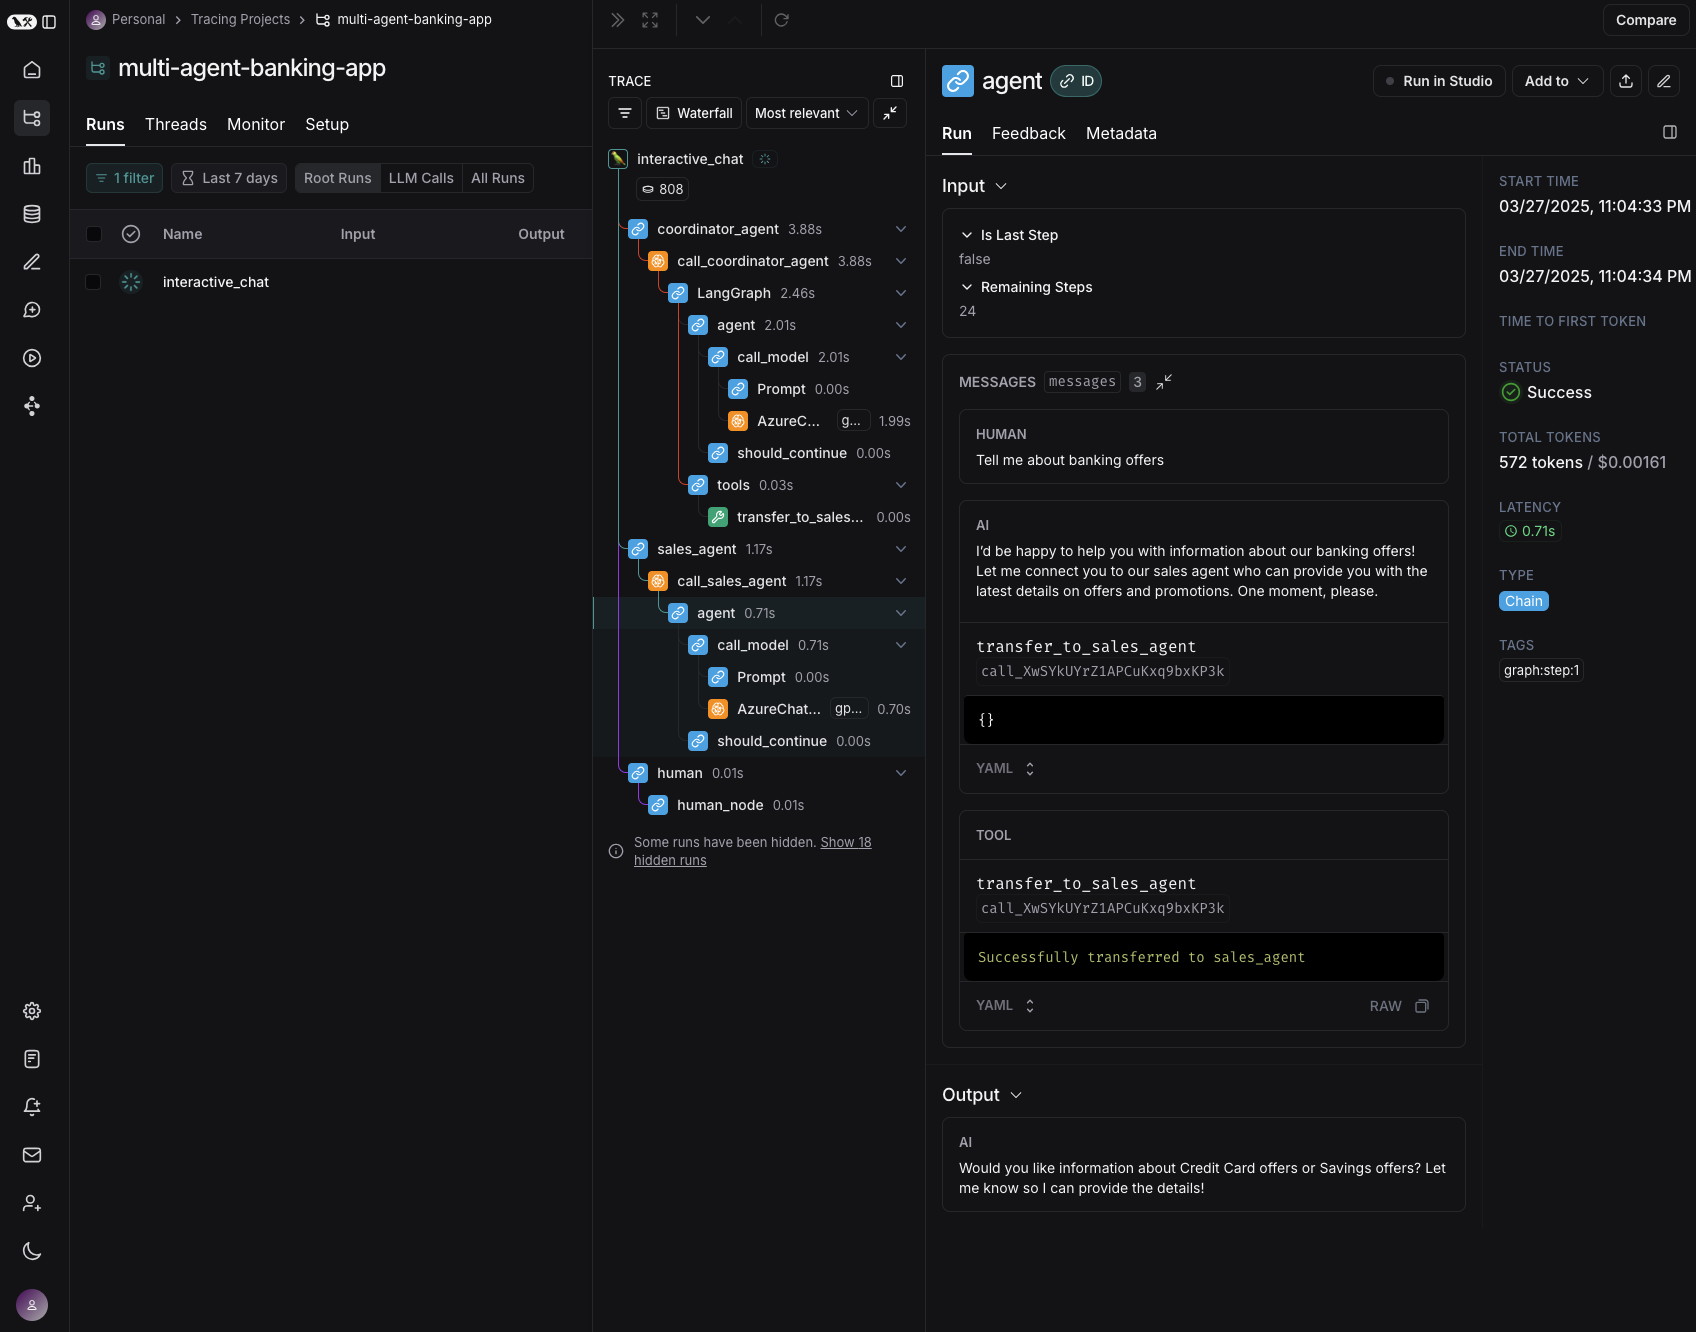 Personal
Tracing Projects
multi-agent-banking-app
multi-agent-banking-app
Runs
Threads
Monitor
Setup
1 filter
Last 7 days
Root Runs
LLM Calls
All Runs
Name
Input
Output
interactive_chat
TRACE
Waterfall
Most relevant
interactive_chat
808
coordinator_agent 3.88s
call_coordinator_agent 3.88s
LangGraph 2.46s
agent 2.01s
call_model 2.01s
Prompt 0.00s
AzureC... g... 1.99s
should_continue 0.00s
tools 0.03s
transfer_to_sales... 0.00s
sales_agent 1.17s
call_sales_agent 1.17s
agent 0.71s
call_model 0.71s
Prompt 0.00s
AzureChat... gp... 0.70s
should_continue 0.00s
human 0.01s
human_node 0.01s
Some runs have been hidden. Show 18
hidden runs
Compare
agent
ID
Run in Studio
Add to
Run
Feedback
Metadata
Input
Is Last Step
false
Remaining Steps
24
MESSAGES messages 3
HUMAN
Tell me about banking offers
AI
I'd be happy to help you with information about our banking offers!
Let me connect you to our sales agent who can provide you with the
latest details on offers and promotions. One moment, please.
transfer_to_sales_agent
call_XwSYkUYrZ1APCuKxq9bxKP3k
{}
YAML
TOOL
transfer_to_sales_agent
call_XwSYkUYrZ1APCuKxq9bxKP3k
Successfully transferred to sales_agent
YAML
RAW
Output
AI
Would you like information about Credit Card offers or Savings offers? Let
me know so I can provide the details!
START TIME
03/27/2025, 11:04:33 PM
END TIME
03/27/2025, 11:04:34 PM
TIME TO FIRST TOKEN
STATUS
Success
TOTAL TOKENS
572 tokens / $0.00161
LATENCY
0.71s
TYPE
Chain
TAGS
graph:step:1